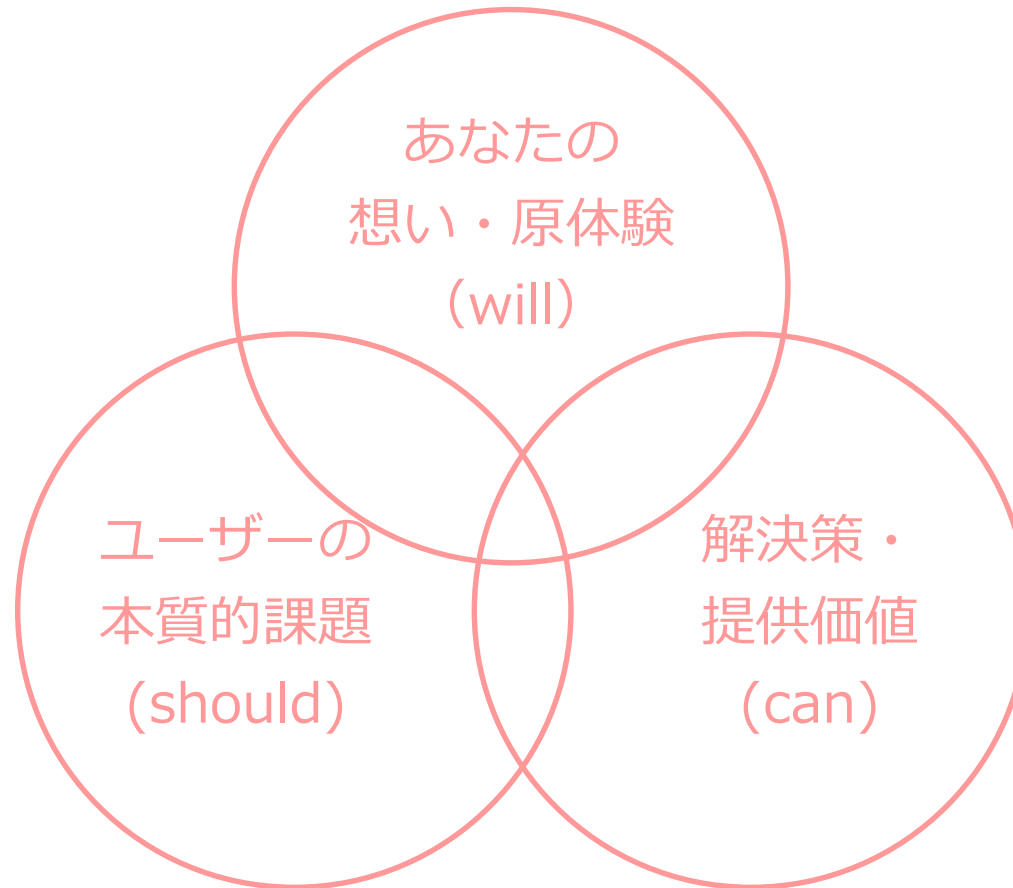 あなたの
想い・原体験
（will）
ユーザーの
本質的課題
（should）
解決策・
提供価値
（can）